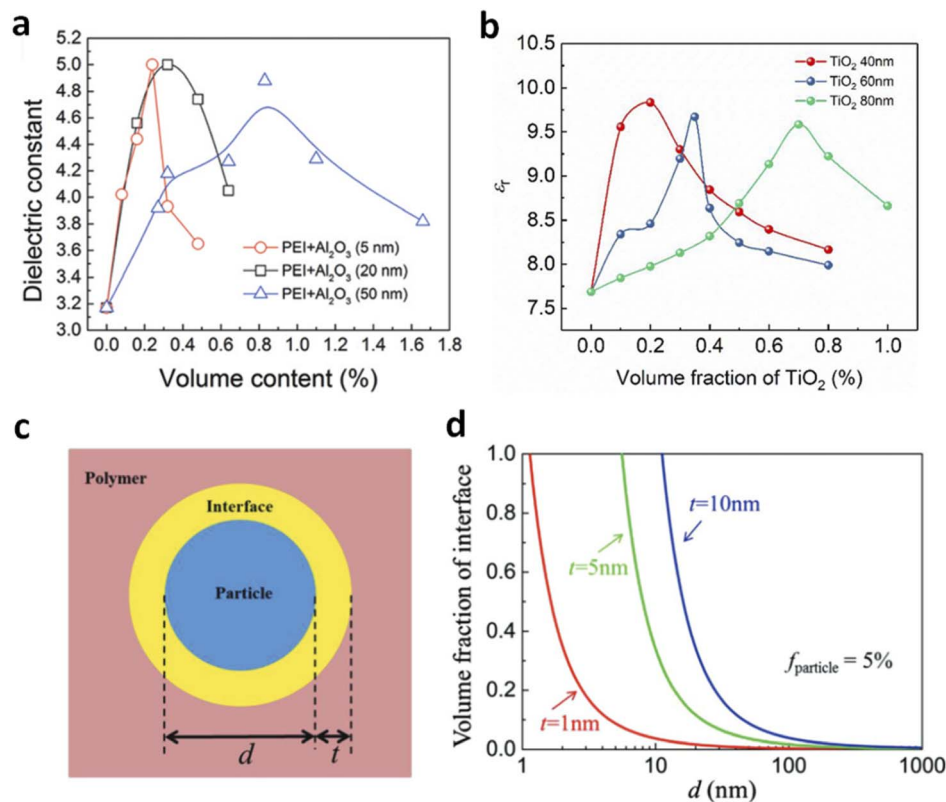 a
5.2
5.0
4.8
4.6
4.4
4.2
4.0
3.8
3.6
3.4
3.2
3.0
Dielectric constant
PEI+Al₂O₃ (5 nm)
PEI+Al₂O₃ (20 nm)
PEI+Al₂O₃ (50 nm)
0.0 0.2 0.4 0.6 0.8 1.0 1.2 1.4 1.6 1.8
Volume content (%)
b
10.5
10.0
9.5
9.0
8.5
8.0
7.5
εᵣ
TiO₂ 40nm
TiO₂ 60nm
TiO₂ 80nm
0.0 0.2 0.4 0.6 0.8 1.0
Volume fraction of TiO₂ (%)
c
Polymer
Interface
Particle
d
t
d
1.0
0.8
0.6
0.4
0.2
0.0
Volume fraction of interface
t=10nm
t=5nm
t=1nm
f particle = 5%
1 10 100 1000
d (nm)